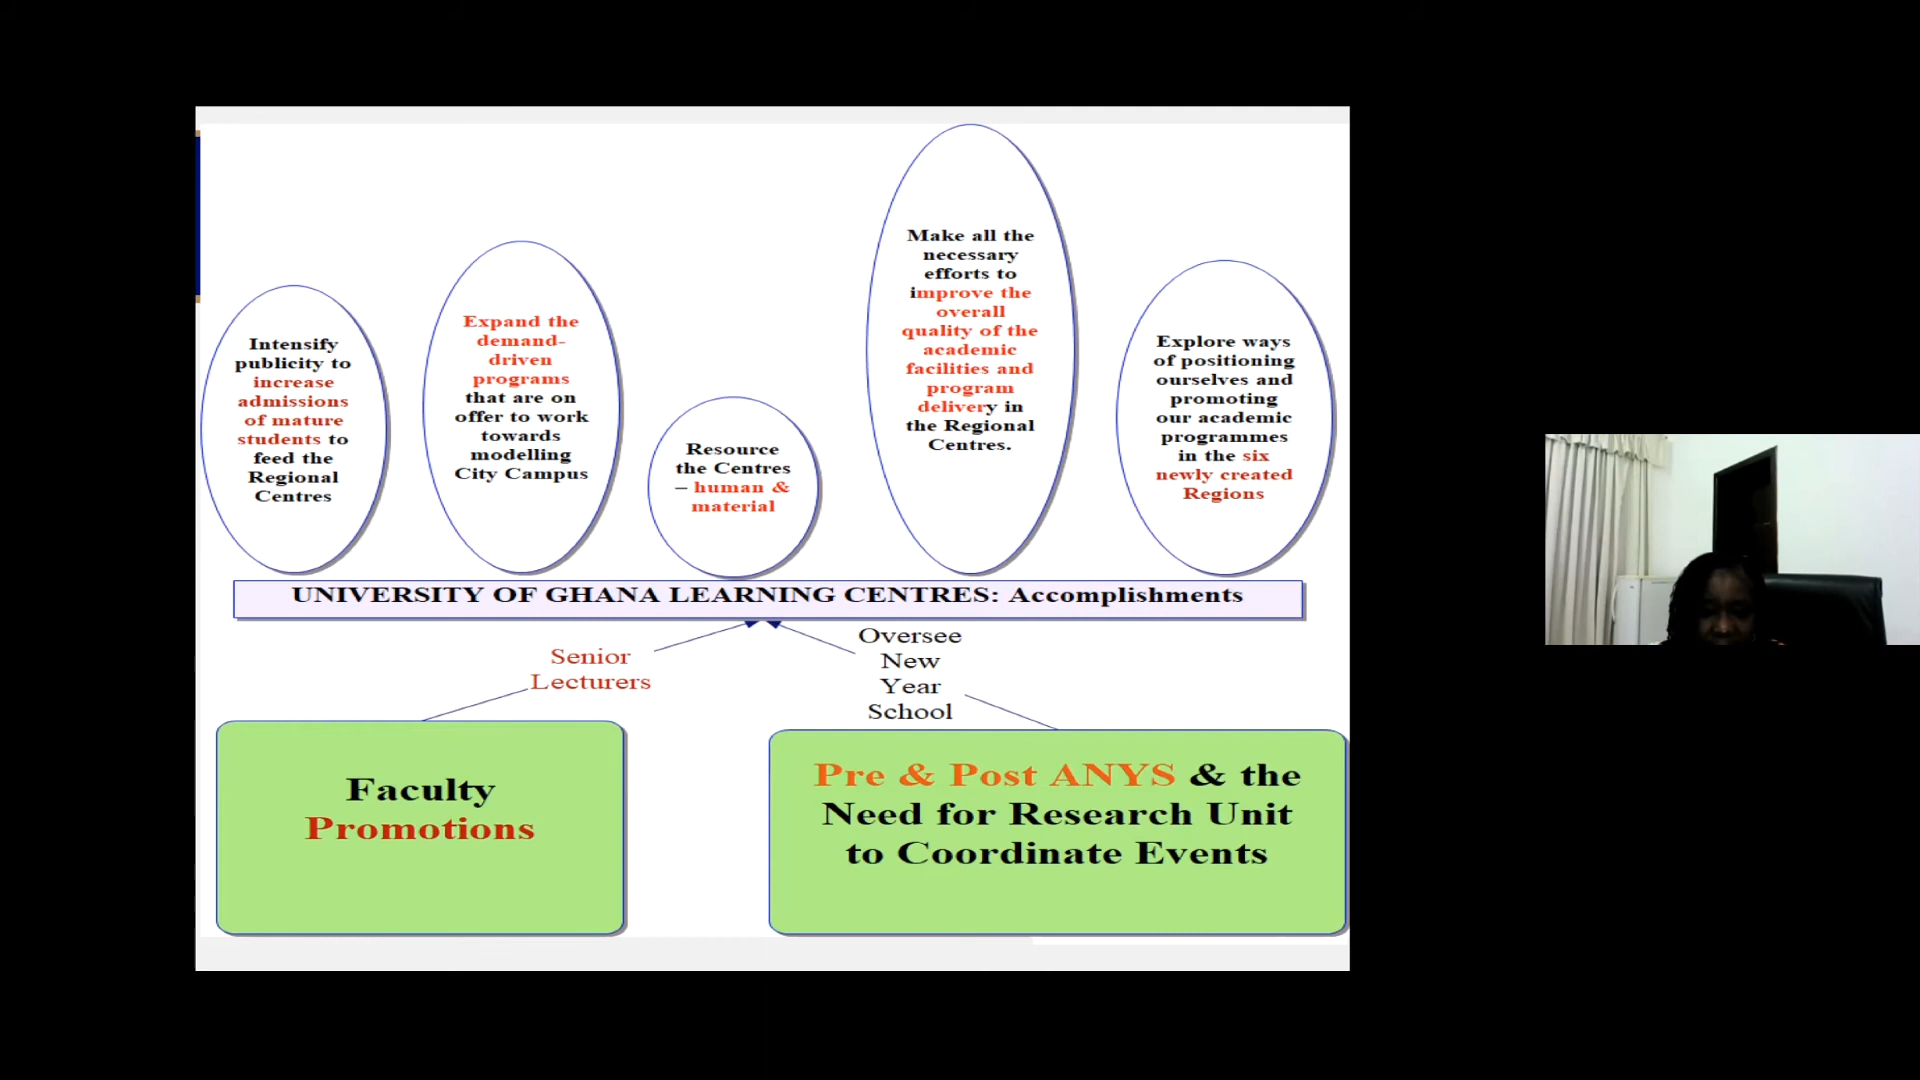 Intensify
publicity to
increase
admissions
of mature
students to
feed the
Regional
Centres
Expand the
demand-
driven
programs
that are on
offer to work
towards
modelling
City Campus
Resource
the Centres
– human &
material
Make all the
necessary
efforts to
improve the
overall
quality of the
academic
facilities and
program
delivery in
the Regional
Centres.
Explore ways
of positioning
ourselves and
promoting
our academic
programmes
in the six
newly created
Regions
UNIVERSITY OF GHANA LEARNING CENTRES: Accomplishments
Senior
Lecturers
Oversee
New
Year
School
Faculty
Promotions
Pre & Post ANYS & the
Need for Research Unit
to Coordinate Events